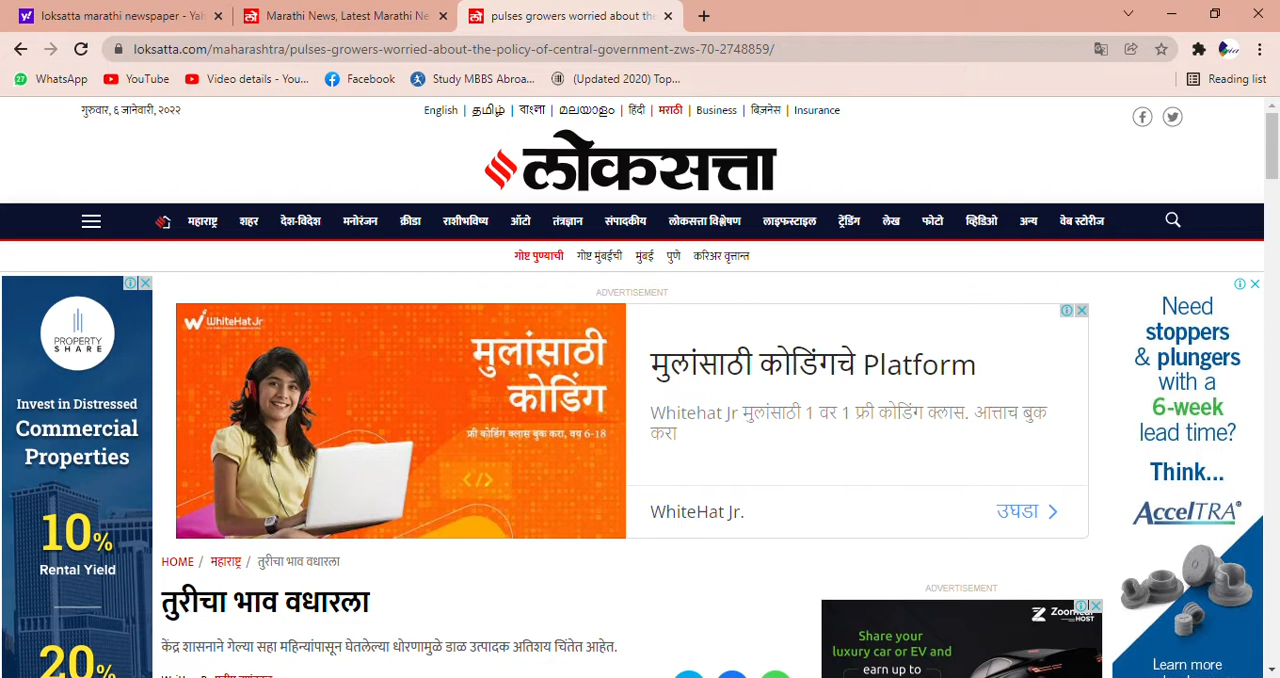 loksatta marathi newspaper - Yah
Marathi News, Latest Marathi Ne
pulses growers worried about the
loksatta.com/maharashtra/pulses-growers-worried-about-the-policy-of-central-government-zws-70-2748859/
27 WhatsApp YouTube Video details - You... Facebook Study MBBS Abroa... (Updated 2020) Top... Reading list
गुरुवार, ६ जानेवारी, २०२२
English | தமிழ் | বাংলা | മലയാളം | हिंदी | मराठी | Business | बिज़नेस | Insurance
लोकसत्ता
महाराष्ट्र शहर देश-विदेश मनोरंजन क्रीडा राशीभविष्य ऑटो तंत्रज्ञान संपादकीय लोकसत्ता विश्लेषण लाइफस्टाइल ट्रेंडिंग लेख फोटो व्हिडिओ अन्य वेब स्टोरीज
गोष्ट पुण्याची गोष्ट मुंबईची मुंबई पुणे करिअर वृत्तान्त
PROPERTY
SHARE
Invest in Distressed
Commercial
Properties
10%
Rental Yield
20%
ADVERTISEMENT
WHiTEHAT Jr
मुलांसाठी
कोडिंग
फ्री कोडिंग क्लास बुक करा, वय 6-18
</>
मुलांसाठी कोडिंगचे Platform
Whitehat Jr मुलांसाठी 1 वर 1 फ्री कोडिंग क्लास. आत्ताच बुक
करा
WhiteHat Jr. उघडा
Need
stoppers
& plungers
with a
6-week
lead time?
Think...
AccelTRA®
Learn more
HOME / महाराष्ट्र / तुरीचा भाव वधारला
तुरीचा भाव वधारला
केंद्र शासनाने गेल्या सहा महिन्यांपासून घेतलेल्या धोरणामुळे डाळ उत्पादक अतिशय चिंतेत आहेत.
ADVERTISEMENT
HOST
Share your
luxury car or EV and
earn up to